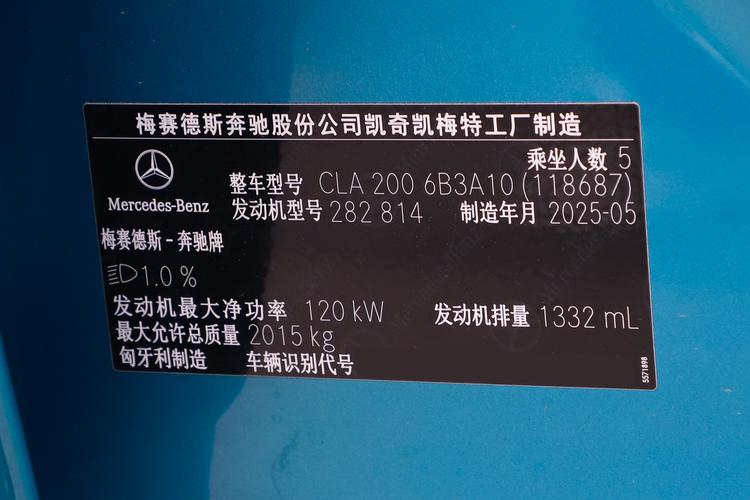 梅赛德斯奔驰股份公司凯奇凯梅特工厂制造
乘坐人数 5
Mercedes-Benz
整车型号 CLA 200 6B3A10 (118687)
发动机型号 282 814 制造年月 2025-05
梅赛德斯-奔驰牌
1.0 %
发动机最大净功率 120 kW 发动机排量 1332 mL
最大允许总质量 2015 kg
匈牙利制造 车辆识别代号
5571898